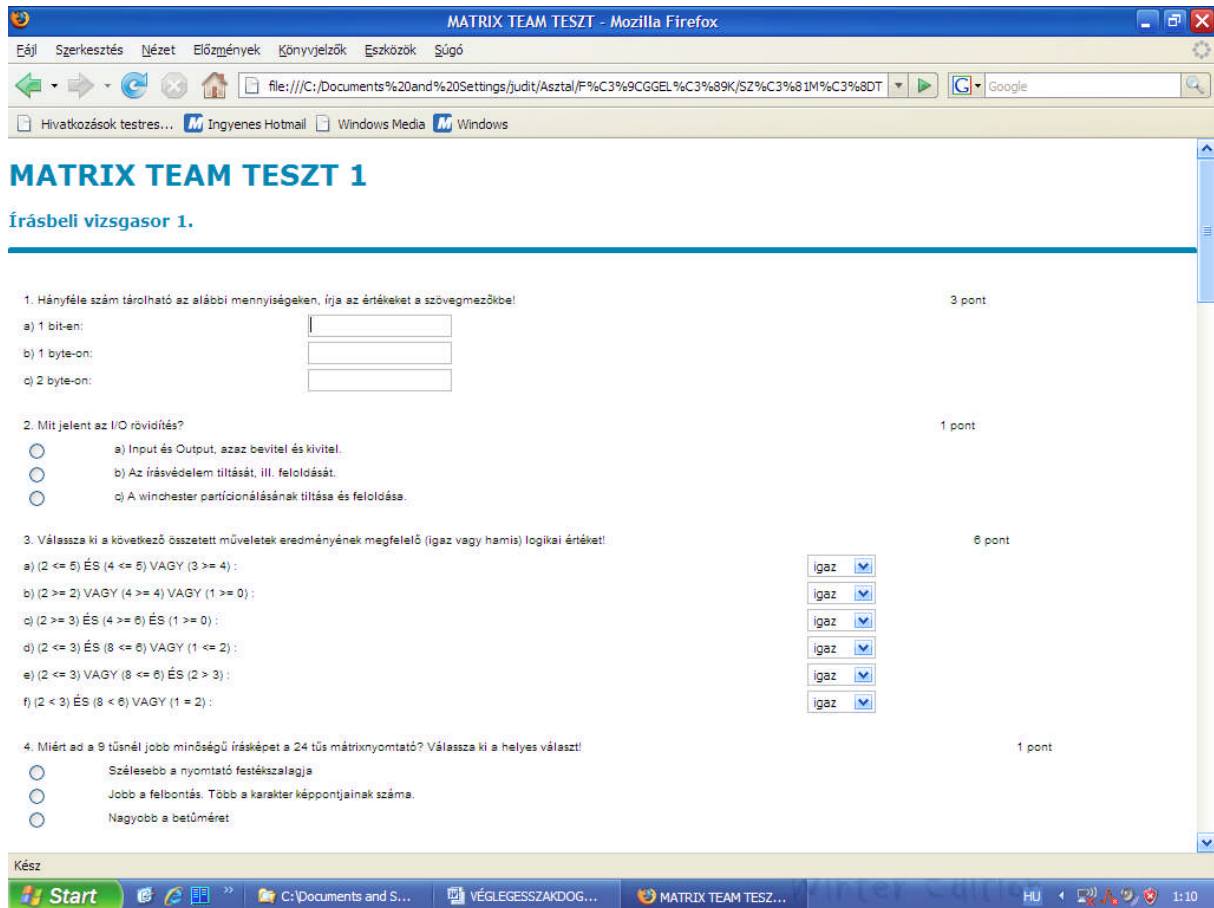 MATRIX TEAM TESZT - Mozilla Firefox
Fájl Szerkesztés Nézet Előzmények Könyvjelzők Eszközök Súgó
file:///C:/Documents%20and%20Settings/judit/Asztal/F%C3%9CGGEL%C3%89K/SZ%C3%81M%C3%8DT G Google
Hivatkozások testres... Ingyenes Hotmail Windows Media Windows
MATRIX TEAM TESZT 1
Írásbeli vizsgasor 1.
1. Hányféle szám tárolható az alábbi mennyiségeken, írja az értékeket a szövegmezőkbe! 3 pont
a) 1 bit-en:
b) 1 byte-on:
c) 2 byte-on:
2. Mit jelent az I/O rövidítés? 1 pont
a) Input és Output, azaz bevitel és kivitel.
b) Az írásvédelem tiltását, ill. feloldását.
c) A winchester partícionálásának tiltása és feloldása.
3. Válassza ki a következő összetett műveletek eredményének megfelelő (igaz vagy hamis) logikai értéket! 6 pont
a) (2 <= 5) ÉS (4 <= 5) VAGY (3 >= 4) : igaz
b) (2 >= 2) VAGY (4 >= 4) VAGY (1 >= 0) : igaz
c) (2 >= 3) ÉS (4 >= 6) ÉS (1 >= 0) : igaz
d) (2 <= 3) ÉS (8 <= 6) VAGY (1 <= 2) : igaz
e) (2 <= 3) VAGY (8 <= 6) ÉS (2 > 3) : igaz
f) (2 < 3) ÉS (8 < 6) VAGY (1 = 2) : igaz
4. Miért ad a 9 tűsnél jobb minőségű írásképet a 24 tűs mátrixnyomtató? Válassza ki a helyes választ! 1 pont
Szélesebb a nyomtató festékszalagja
Jobb a felbontás. Több a karakter képpontjainak száma.
Nagyobb a betűméret
Kész
Start » C:\Documents and S... VÉGLEGESSZAKDOG... MATRIX TEAM TESZ... Winter Edition HU 1:10